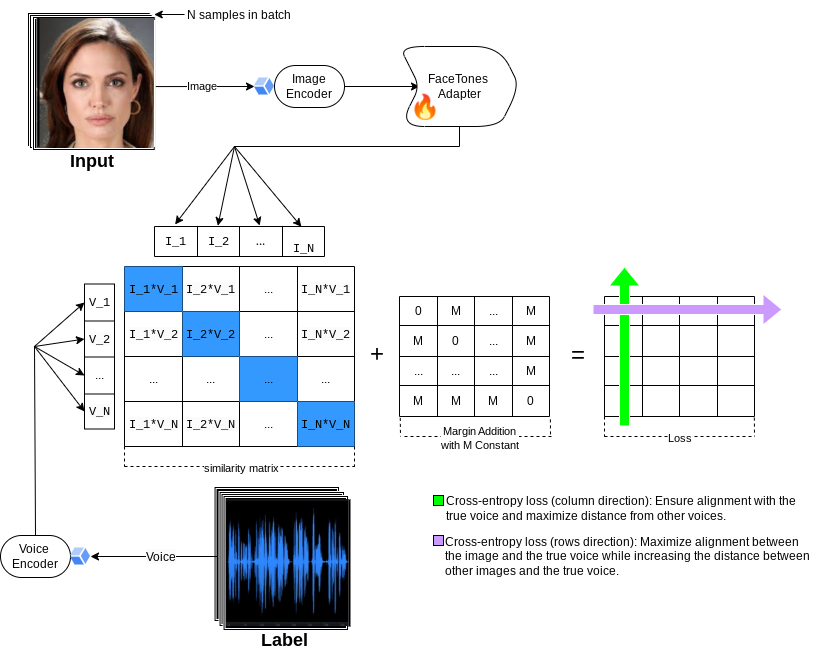 N samples in batch
Image
Image
Encoder
FaceTones
Adapter
Input
I_1 I_2 ... I_N
V_1
V_2
...
V_N
I_1*V_1 I_2*V_1 ... I_N*V_1
I_1*V_2 I_2*V_2 ... I_N*V_2
... ... ... ...
I_1*V_N I_2*V_N ... I_N*V_N
similarity matrix
+
0 M ... M
M 0 ... M
... ... ... M
M M M 0
Margin Addition
with M Constant
=
Loss
Voice
Encoder
Voice
Label
Cross-entropy loss (column direction): Ensure alignment with the
true voice and maximize distance from other voices.
Cross-entropy loss (rows direction): Maximize alignment between
the image and the true voice while increasing the distance between
other images and the true voice.